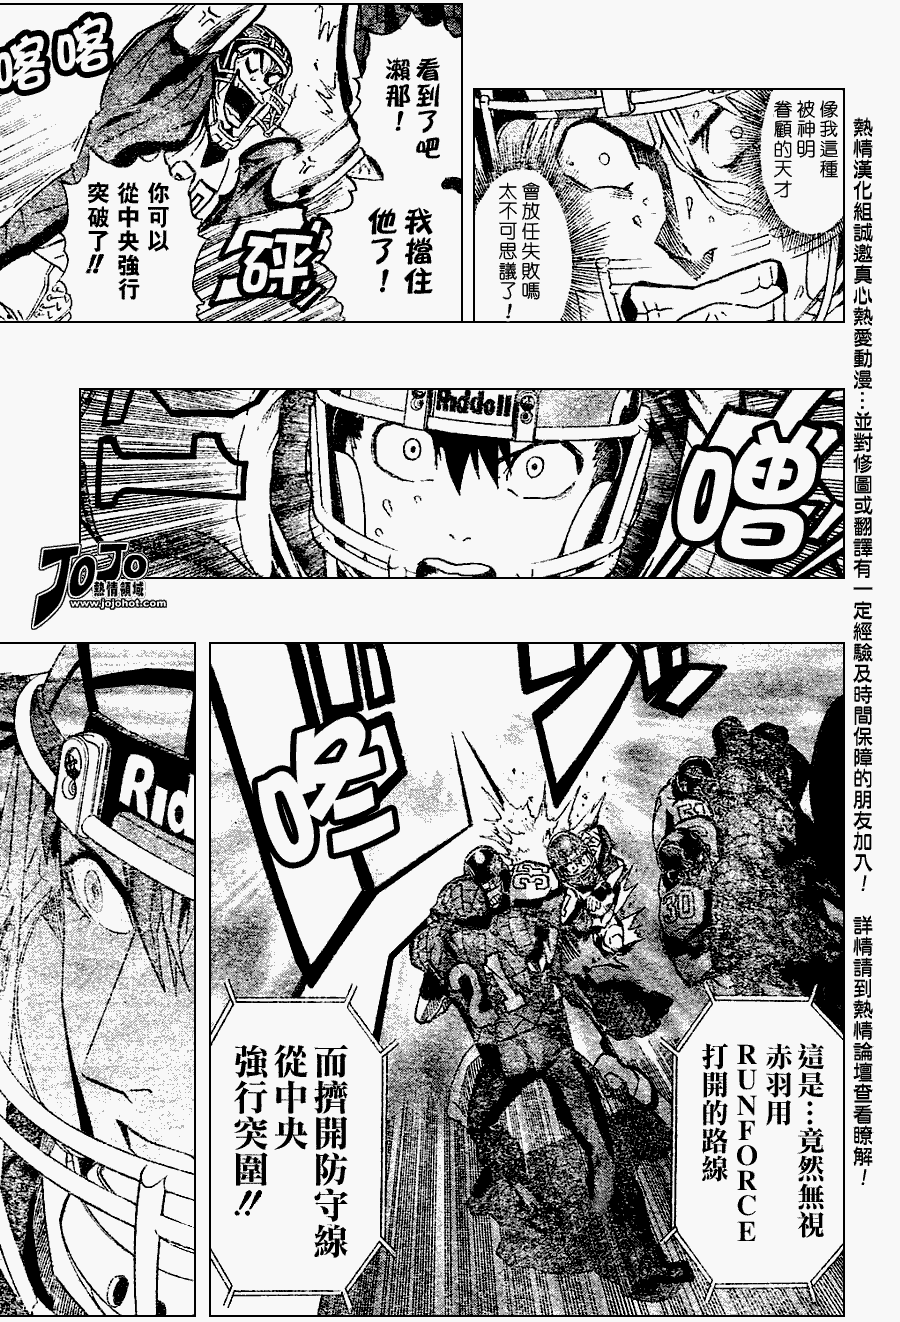 像我這種
被神明
眷顧的天才
會放任失敗嗎
太不可思議了！
看到了吧
瀨那！
我擋住
他了！
你可以
從中央強行
突破了!!
喀喀
砰
Riddell
噌
JOJO
熱情領域
www.jojohot.com
咚
30
這是…竟然無視
赤羽用
RUNFORCE
打開的路線
而擠開防守線
從中央
強行突圍!!
Ridd
熱情漢化組誠邀真心熱愛動漫…並對修圖或翻譯有一定經驗及時間保障的朋友加入！ 詳情請到熱情論壇查看瞭解！